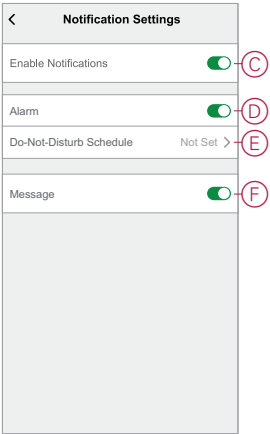 Notification Settings
Enable Notifications C
Alarm D
Do-Not-Disturb Schedule Not Set E
Message F